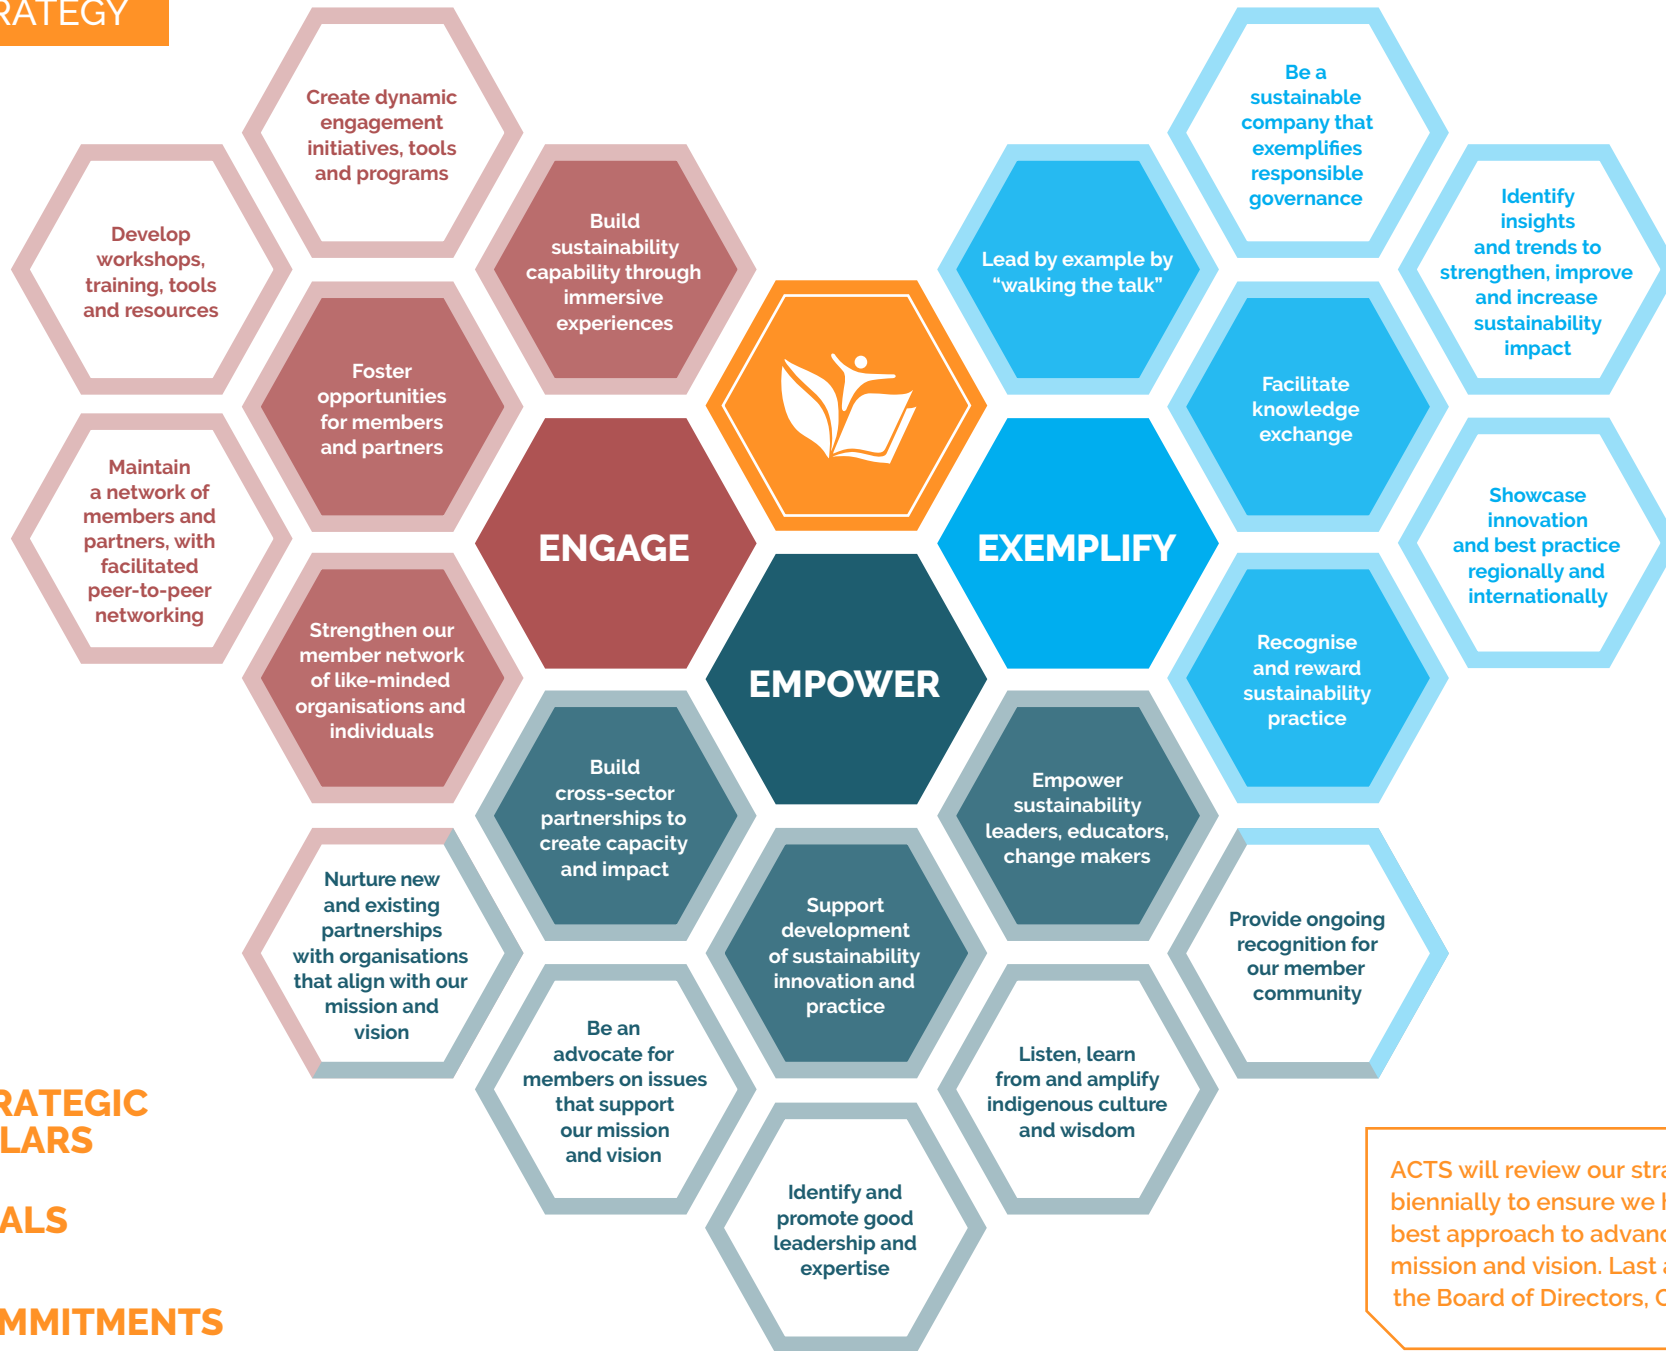 RATEGY
Create dynamic
engagement
initiatives, tools
and programs
Develop
workshops,
training, tools
and resources
Build
sustainability
capability through
immersive
experiences
Foster
opportunities
for members
and partners
Maintain
a network of
members and
partners, with
facilitated
peer-to-peer
networking
Strengthen our
member network
of like-minded
organisations and
individuals
ENGAGE
EMPOWER
EXEMPLIFY
Be a
sustainable
company that
exemplifies
responsible
governance
Lead by example by
“walking the talk”
Identify
insights
and trends to
strengthen, improve
and increase
sustainability
impact
Facilitate
knowledge
exchange
Showcase
innovation
and best practice
regionally and
internationally
Recognise
and reward
sustainability
practice
Build
cross-sector
partnerships to
create capacity
and impact
Empower
sustainability
leaders, educators,
change makers
Support
development
of sustainability
innovation and
practice
Nurture new
and existing
partnerships
with organisations
that align with our
mission and
vision
Provide ongoing
recognition for
our member
community
Be an
advocate for
members on issues
that support
our mission
and vision
Listen, learn
from and amplify
indigenous culture
and wisdom
Identify and
promote good
leadership and
expertise
RATEGIC
LARS
ALS
MMITMENTS
ACTS will review our stra
biennially to ensure we h
best approach to advanc
mission and vision. Last a
the Board of Directors, O